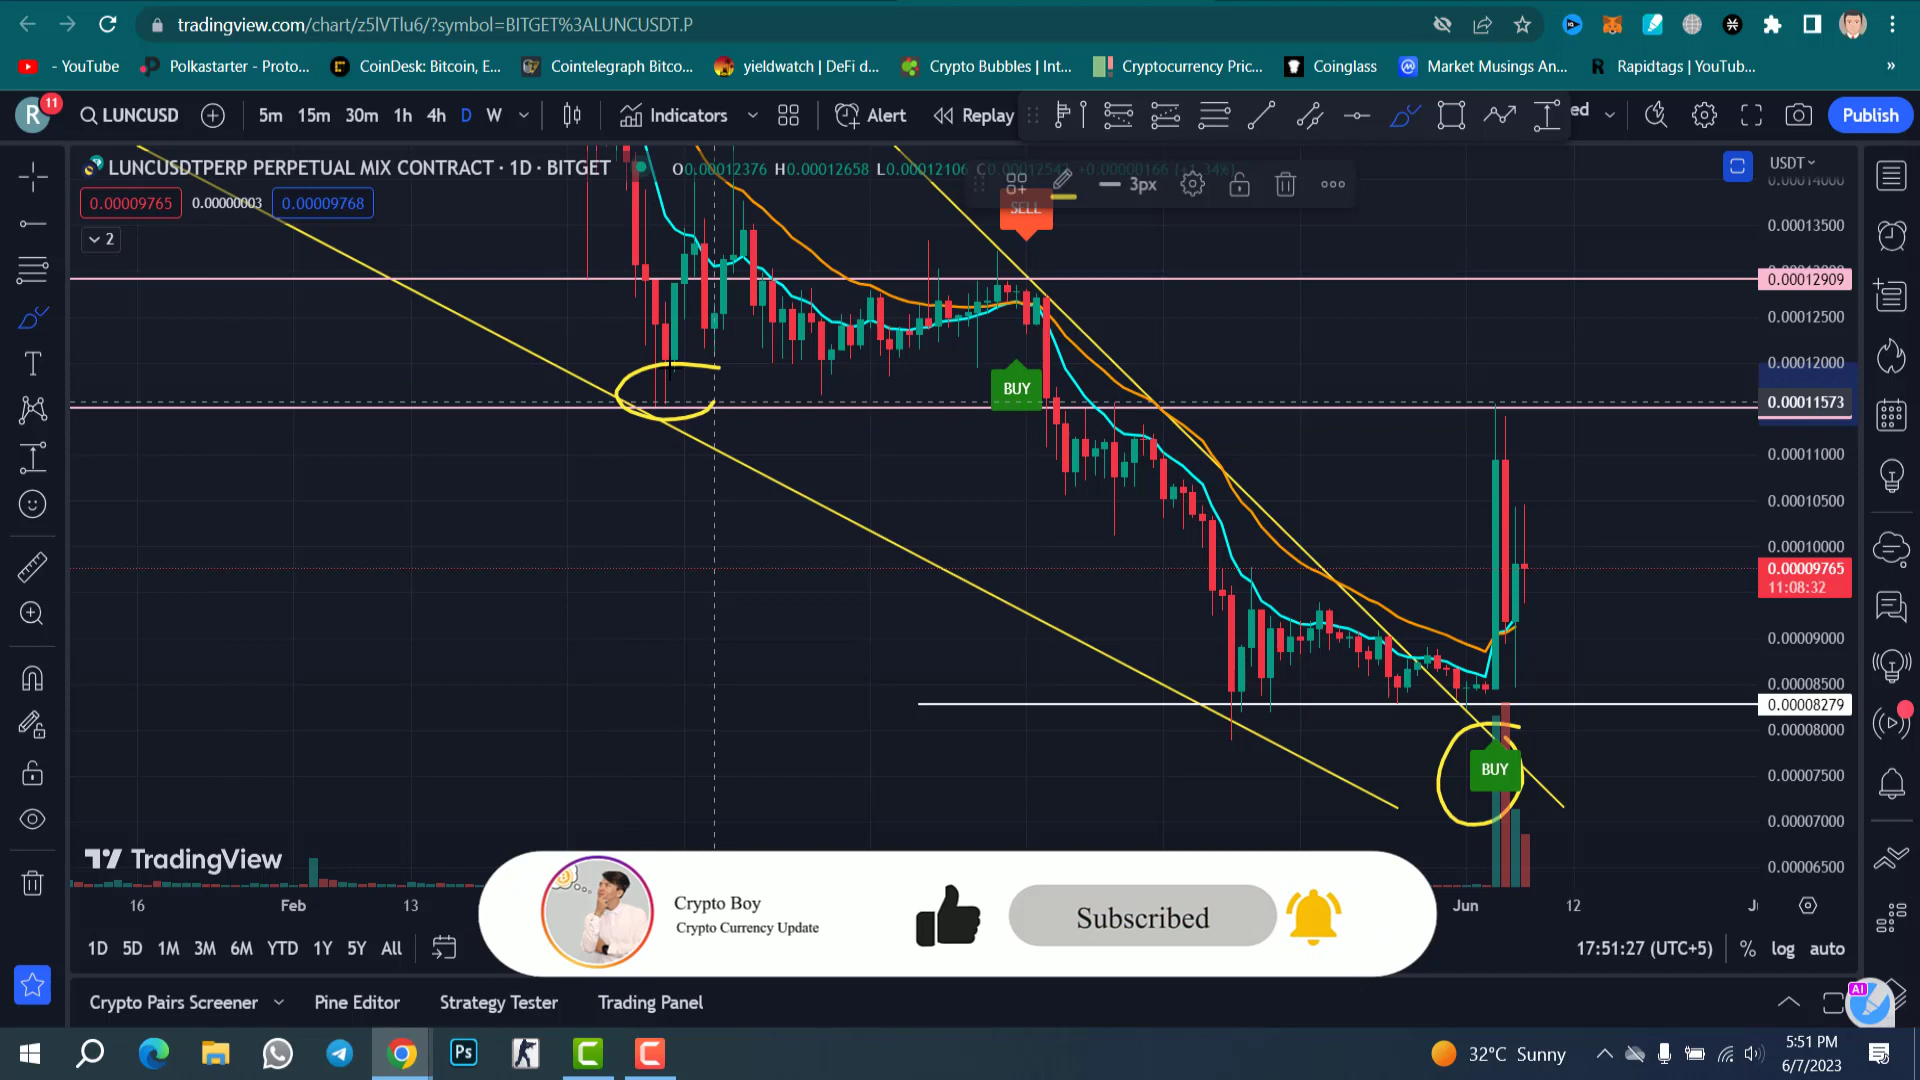 tradingview.com/chart/z5lVTlu6/?symbol=BITGET%3ALUNCUSDT.P
- YouTube
Polkastarter - Proto...
CoinDesk: Bitcoin, E...
Cointelegraph Bitco...
yieldwatch | DeFi d...
Crypto Bubbles | Int...
Cryptocurrency Pric...
Coinglass
Market Musings An...
Rapidtags | YouTub...
»
R
11
LUNCUSD
5m
15m
30m
1h
4h
D
W
Indicators
Alert
Replay
ed
Publish
LUNCUSDTPERP PERPETUAL MIX CONTRACT · 1D · BITGET
O0.00012376 H0.00012658 L0.00012106
USDT
0.00009765
0.00000003
0.00009768
3px
2
SELL
BUY
BUY
0.00014000
0.00013500
0.00012909
0.00012500
0.00012000
0.00011573
0.00011000
0.00010500
0.00010000
0.00009765
11:08:32
0.00009000
0.00008500
0.00008279
0.00008000
0.00007500
0.00007000
0.00006500
TradingView
16
Feb
13
Jun
12
Crypto Boy
Crypto Currency Update
Subscribed
1D
5D
1M
3M
6M
YTD
1Y
5Y
All
17:51:27 (UTC+5)
%
log
auto
Crypto Pairs Screener
Pine Editor
Strategy Tester
Trading Panel
AI
Ps
32°C Sunny
5:51 PM
6/7/2023